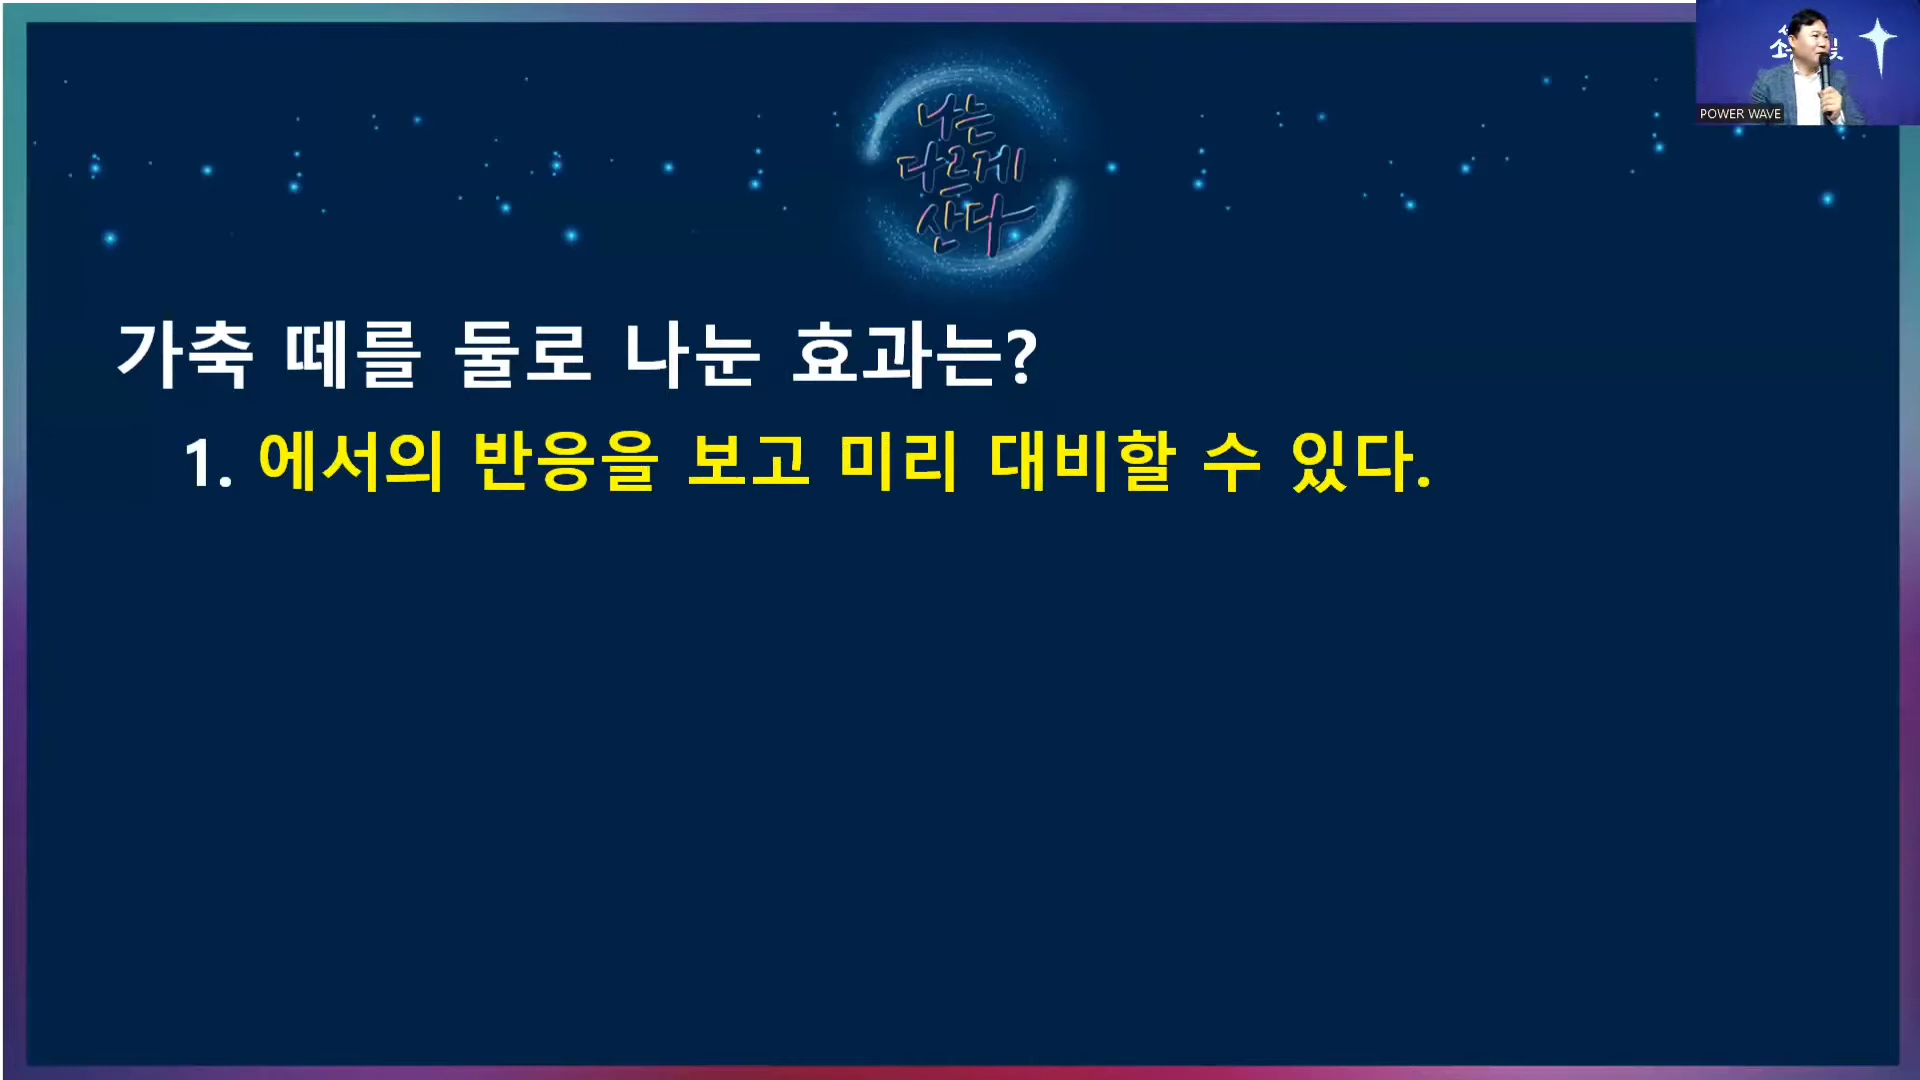 나는
다르게
산다
POWER WAVE
가축 떼를 둘로 나눈 효과는?
1. 에서의 반응을 보고 미리 대비할 수 있다.